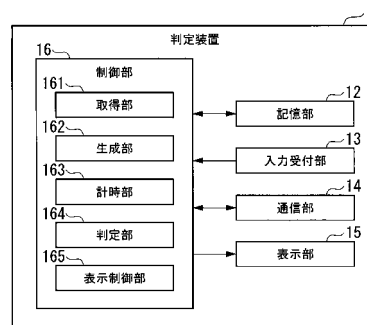 判定装置
16
制御部
161
取得部
162
生成部
163
計時部
164
判定部
165
表示制御部
12
記憶部
13
入力受付部
14
通信部
15
表示部